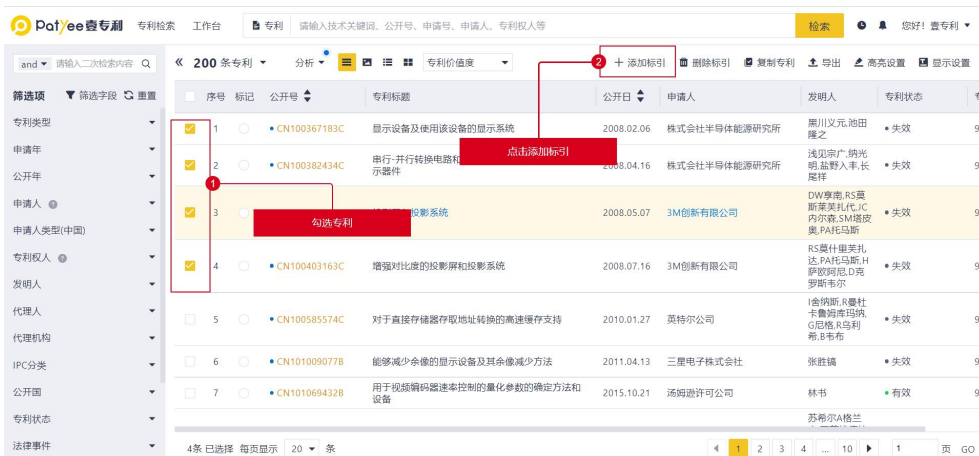 Patyee壹专利 专利检索 工作台 专利 请输入技术关键词、公开号、申请号、申请人、专利权人等 检索 您好！壹专利
and 请输入二次检索内容 200 条专利 分析 专利价值度 2 + 添加标引 删除标引 复制专利 导出 高亮设置 显示设置
筛选项 筛选字段 重置 序号 标记 公开号 专利标题 公开日 申请人 发明人 专利状态
专利类型
申请年
公开年
申请人
申请人类型(中国)
专利权人
发明人
代理人
代理机构
IPC分类
公开国
专利状态
法律事件
1 CN100367183C 显示设备及使用该设备的显示系统 2008.02.06 株式会社半导体能源研究所 黑川义元,池田
隆之 失效
点击添加标引
2 CN100382434C 串行-并行转换电路和
示器件 2008.04.16 株式会社半导体能源研究所 浅见宗广,纳光
明,盐野入丰,长
尾祥 失效
1
勾选专利
3 投影系统 2008.05.07 3M创新有限公司 DW享南,RS莫
斯莱芙扎代,JC
内尔森,SM塔皮
奥,PA托马斯 失效
4 CN100403163C 增强对比度的投影屏和投影系统 2008.07.16 3M创新有限公司 RS莫什里芙扎
达,PA托马斯,H
萨欧阿尼,D克
罗斯韦尔 失效
5 CN100585574C 对于直接存储器存取地址转换的高速缓存支持 2010.01.27 英特尔公司 I舍纳斯,R曼杜
卡鲁姆库玛纳,
G尼格,R乌利
希,B韦布 失效
6 CN101009077B 能够减少余像的显示设备及其余像减少方法 2011.04.13 三星电子株式会社 张胜镐 失效
7 CN101069432B 用于视频编码器速率控制的量化参数的确定方法和
设备 2015.10.21 汤姆逊许可公司 林书 有效
苏希尔A格兰
4条 已选择 每页显示 20 条 1 2 3 4 ... 10 1 页 GO